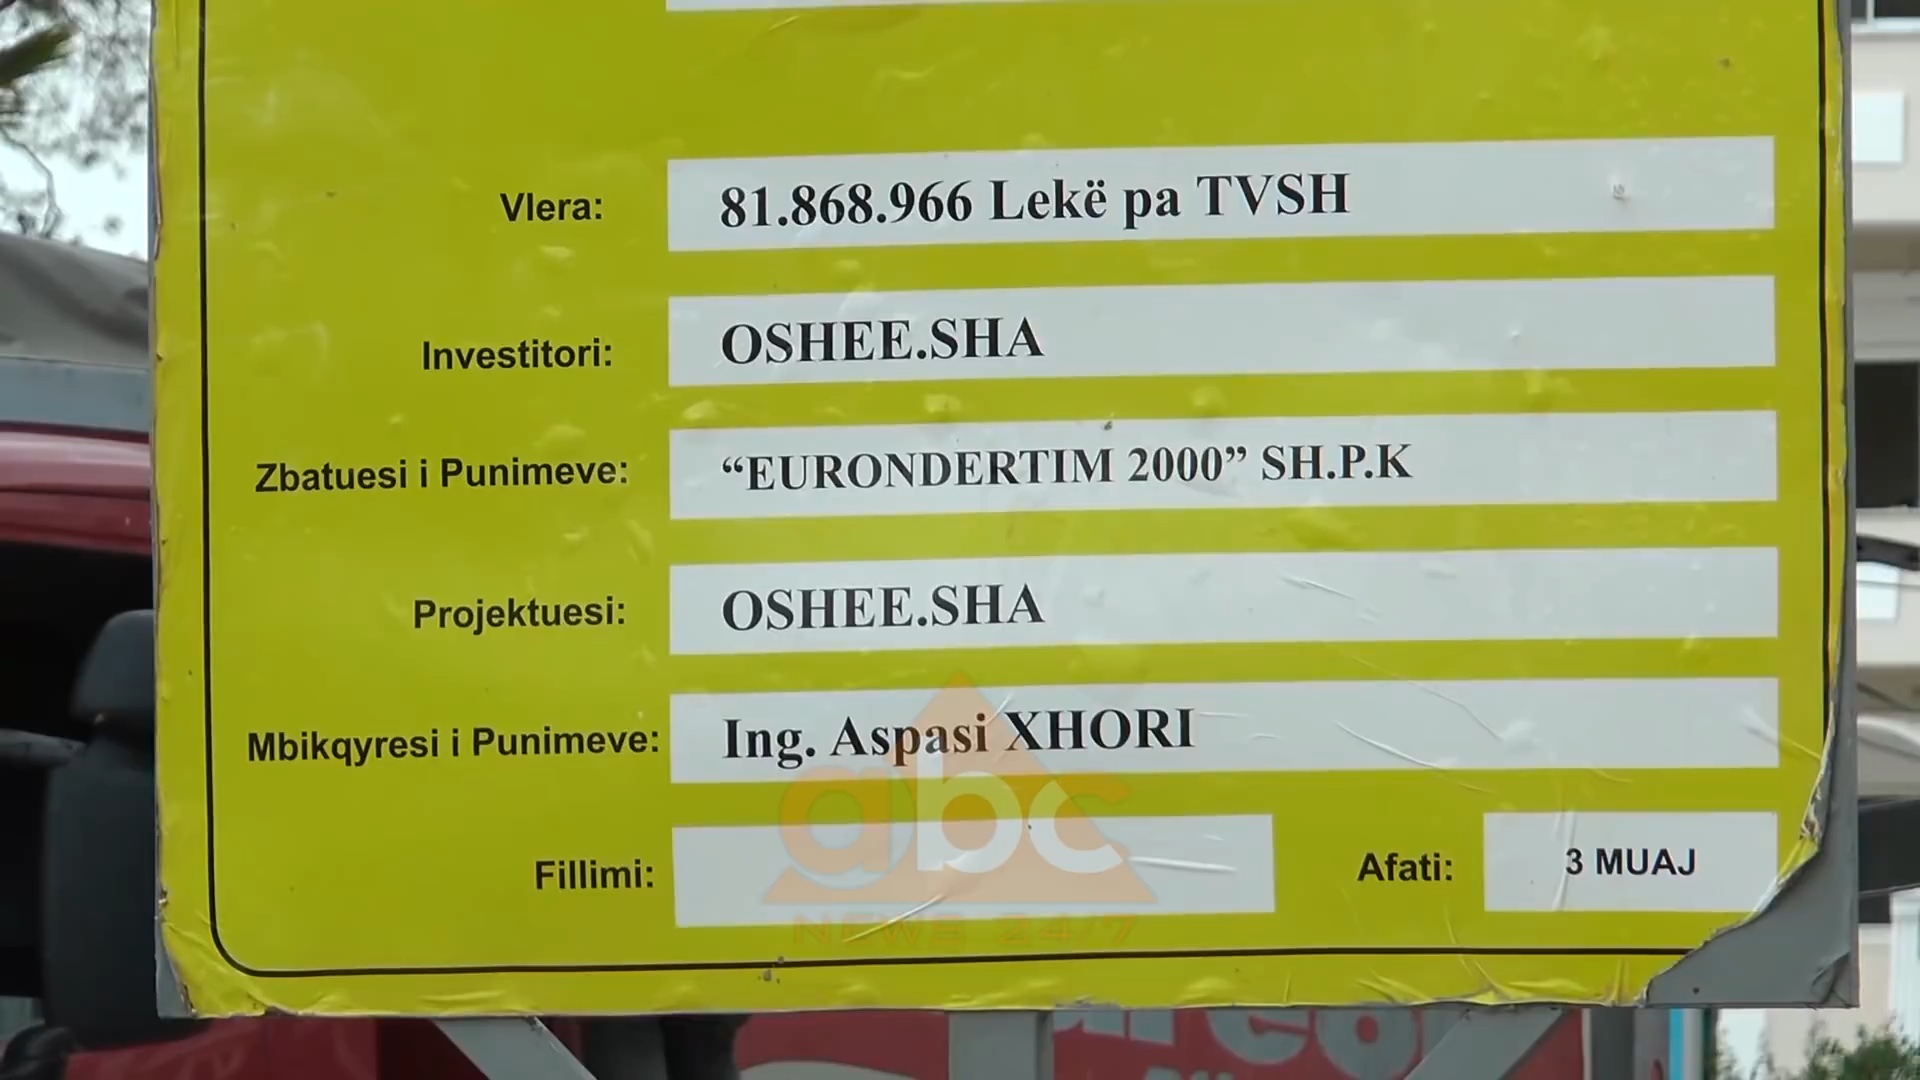 Vlera: 81.868.966 Lekë pa TVSH
Investitori: OSHEE.SHA
Zbatuesi i Punimeve: “EURONDERTIM 2000” SH.P.K
Projektuesi: OSHEE.SHA
Mbikqyresi i Punimeve: Ing. Aspasi XHORI
Fillimi: Afati: 3 MUAJ
abc
NEWS 24/7